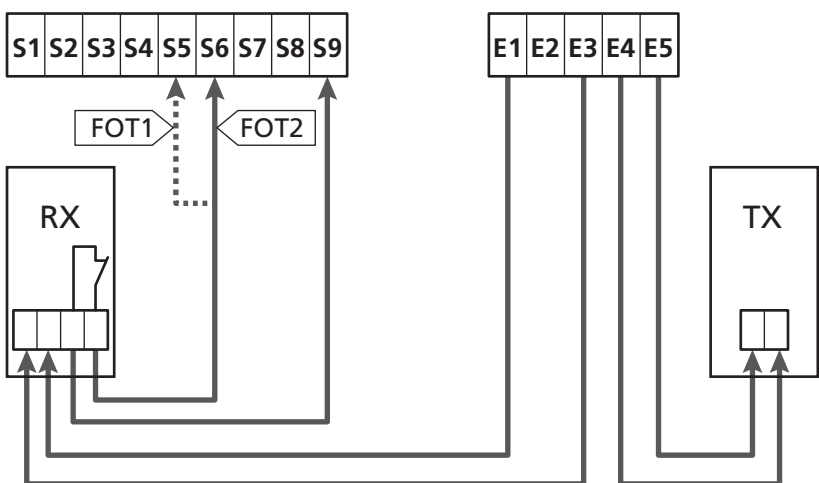 S1 S2 S3 S4 S5 S6 S7 S8 S9
E1 E2 E3 E4 E5
FOT1
FOT2
RX
TX